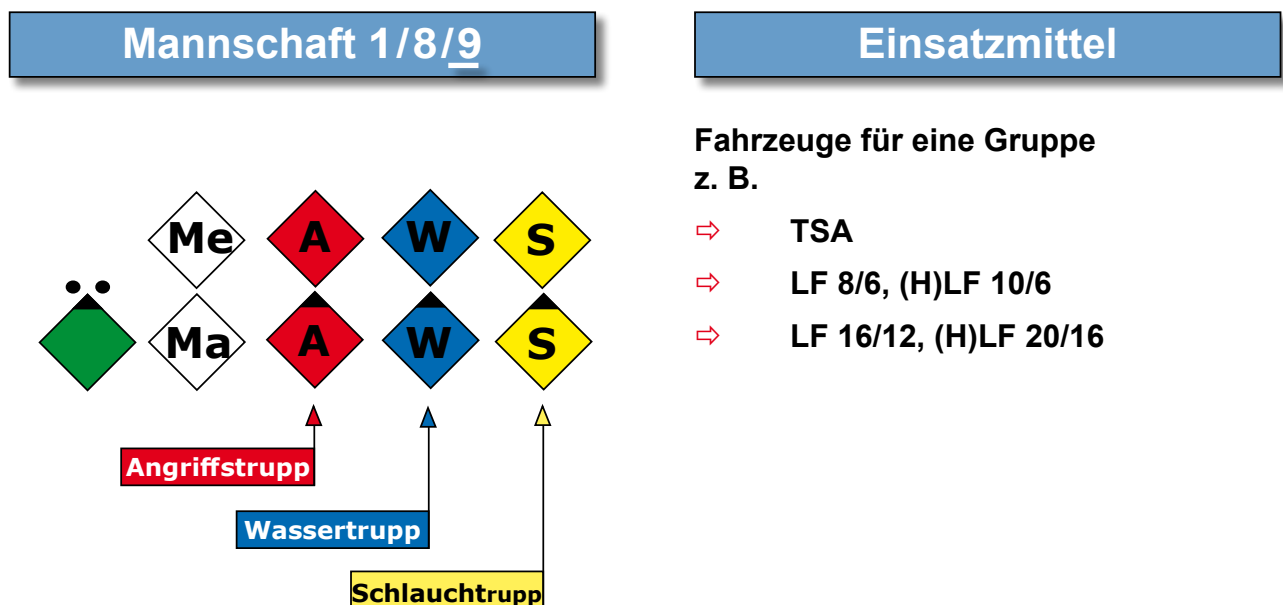 Mannschaft 1/8/9
Me A W S
Ma A W S
Angriffstrupp
Wassertrupp
Schlauchtrupp
Einsatzmittel
Fahrzeuge für eine Gruppe
z. B.
⇨ TSA
⇨ LF 8/6, (H)LF 10/6
⇨ LF 16/12, (H)LF 20/16